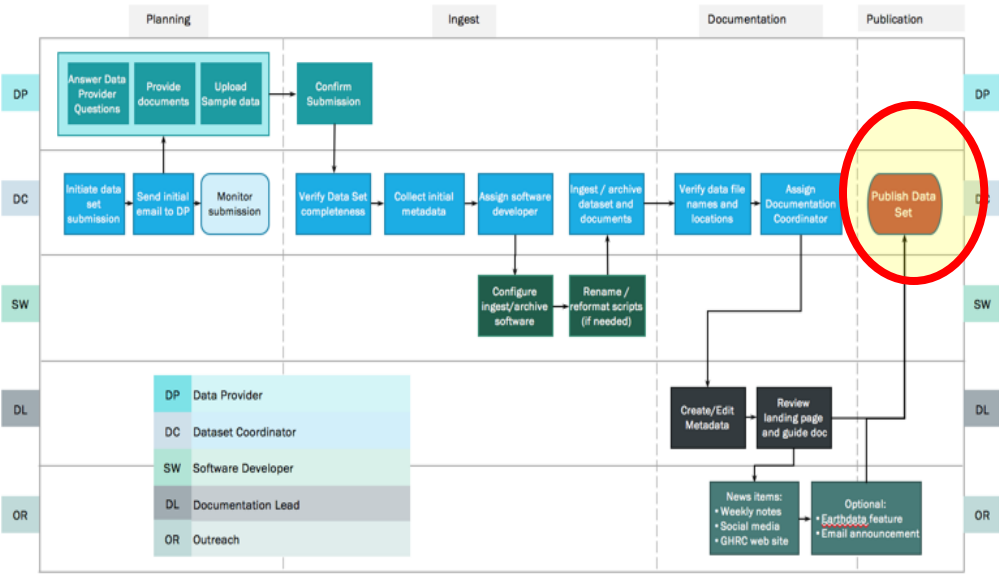 Planning
Ingest
Documentation
Publication
DP
Answer Data
Provider
Questions
Provide
documents
Upload
Sample data
Confirm
Submission
DP
DC
Initiate data
set
submission
Send initial
email to DP
Monitor
submission
Verify Data Set
completeness
Collect initial
metadata
Assign software
developer
Ingest / archive
dataset and
documents
Verify data file
names and
locations
Assign
Documentation
Coordinator
Publish Data
Set
DC
SW
Configure
ingest/archive
software
Rename /
reformat scripts
(if needed)
SW
DL
Create/Edit
Metadata
Review
landing page
and guide doc
DL
OR
News items:
• Weekly notes
• Social media
• GHRC web site
Optional:
• Earthdata feature
• Email announcement
OR
DP Data Provider
DC Dataset Coordinator
SW Software Developer
DL Documentation Lead
OR Outreach